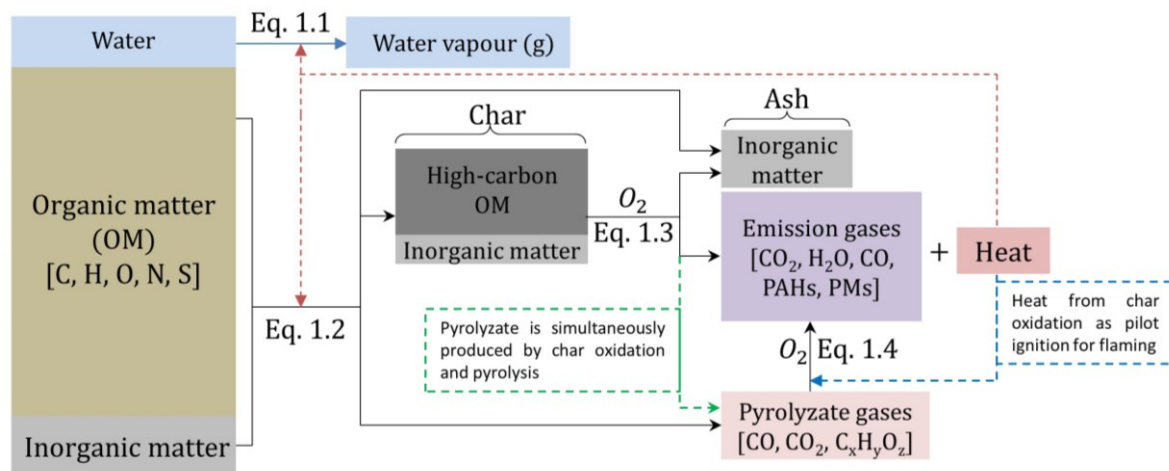 Eq. 1.1
Water
Water vapour (g)
Organic matter
(OM)
[C, H, O, N, S]
Inorganic matter
Eq. 1.2
Char
High-carbon
OM
Inorganic matter
O₂
Eq. 1.3
Ash
Inorganic
matter
Emission gases
[CO₂, H₂O, CO,
PAHs, PMs]
+
Heat
Pyrolyzate is simultaneously
produced by char oxidation
and pyrolysis
Heat from char
oxidation as pilot
ignition for flaming
O₂ Eq. 1.4
Pyrolyzate gases
[CO, CO₂, CₓHᵧO_z]